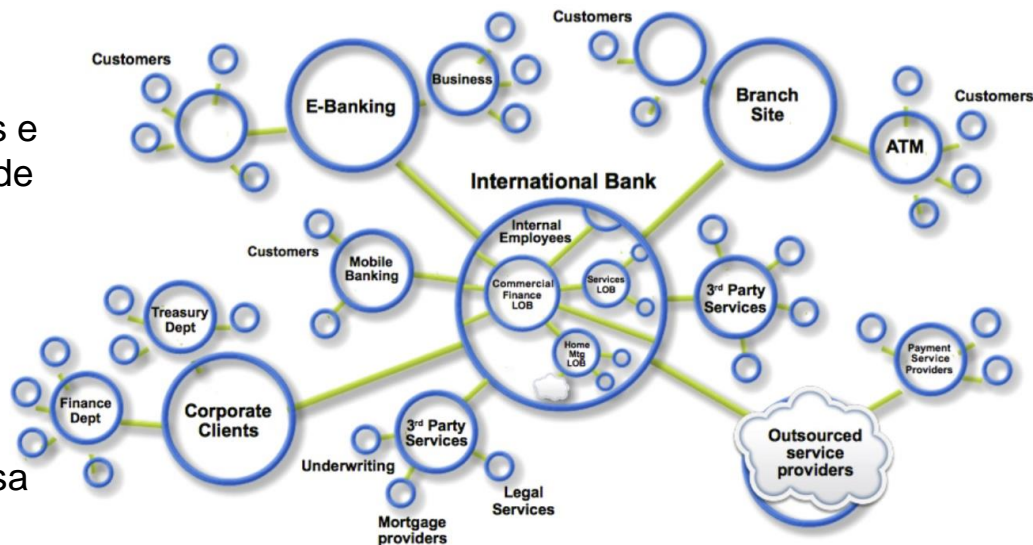 s e
de
sa
Customers
E-Banking
Business
Customers
Branch
Site
ATM
Customers
International Bank
Internal
Employees
Commercial
Finance
LOB
Services
LOB
Home
Mtg
LOB
Customers
Mobile
Banking
3rd Party
Services
Treasury
Dept
Finance
Dept
Corporate
Clients
3rd Party
Services
Underwriting
Mortgage
providers
Legal
Services
Payment
Service
Providers
Outsourced
service
providers